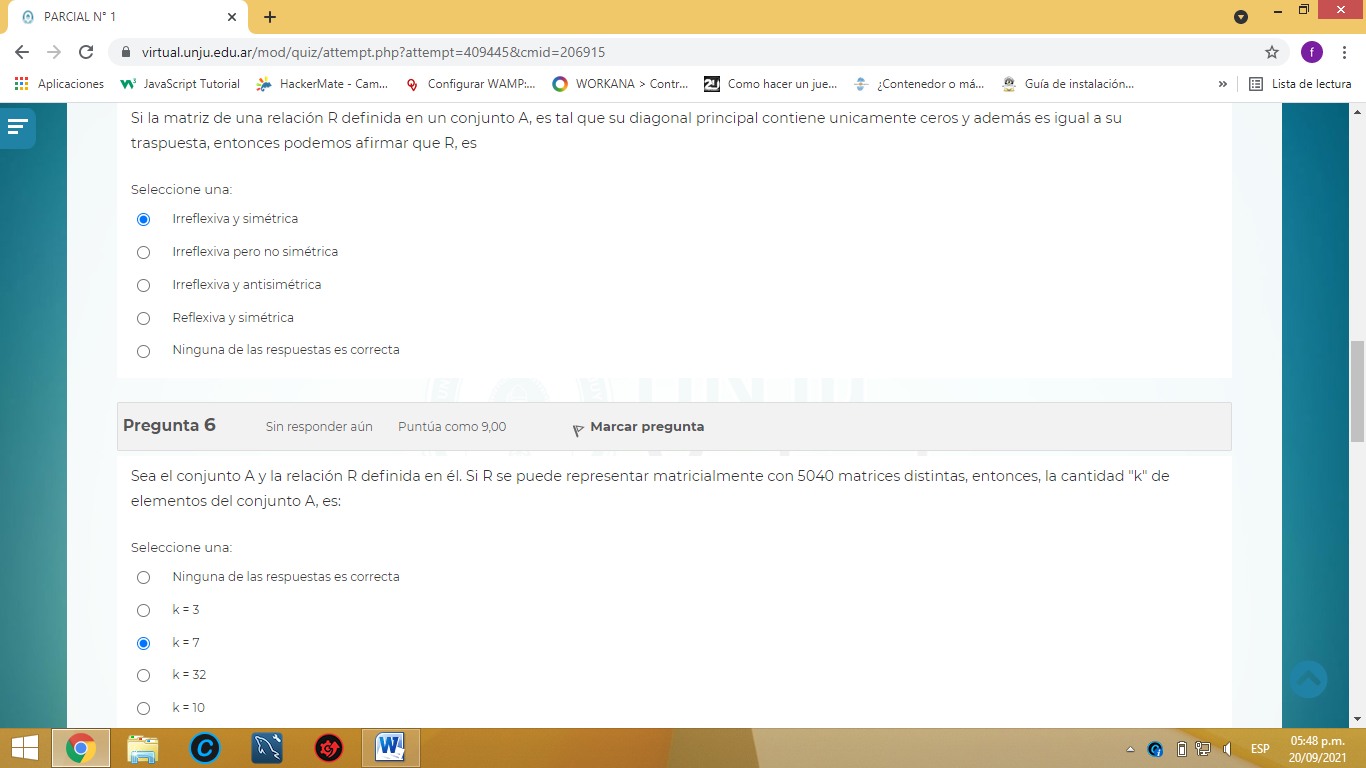 PARCIAL N° 1
virtual.unju.edu.ar/mod/quiz/attempt.php?attempt=409445&cmid=206915
f
Aplicaciones JavaScript Tutorial HackerMate - Cam... Configurar WAMP:... WORKANA > Contr... Como hacer un jue... ¿Contenedor o má... Guía de instalación... » Lista de lectura
Si la matriz de una relación R definida en un conjunto A, es tal que su diagonal principal contiene unicamente ceros y además es igual a su
traspuesta, entonces podemos afirmar que R, es
Seleccione una:
Irreflexiva y simétrica
Irreflexiva pero no simétrica
Irreflexiva y antisimétrica
Reflexiva y simétrica
Ninguna de las respuestas es correcta
Pregunta 6 Sin responder aún Puntúa como 9,00 Marcar pregunta
Sea el conjunto A y la relación R definida en él. Si R se puede representar matricialmente con 5040 matrices distintas, entonces, la cantidad "k" de
elementos del conjunto A, es:
Seleccione una:
Ninguna de las respuestas es correcta
k = 3
k = 7
k = 32
k = 10
ESP
05:48 p.m.
20/09/2021